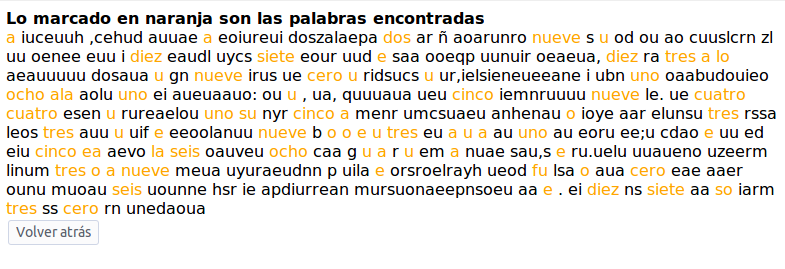 Lo marcado en naranja son las palabras encontradas
a iuceuuh ,cehud auuae a eoiureui doszalaepa dos ar ñ aoarunro nueve s u od ou ao cuuslcrn zl
uu oenee euu i diez eaudl uycs siete eour uud e saa ooeqp uunuir oeaeua, diez ra tres a lo
aeauuuuu dosaua u gn nueve irus ue cero u ridsucs u ur,ielsieneueeane i ubn uno oaabudouieo
ocho ala aolu uno ei aueuaauo: ou u , ua, quuuaua ueu cinco iemnruuuu nueve le. ue cuatro
cuatro esen u rureaelou uno su nyr cinco a menr umcsuaeu anhenau o ioye aar elunsu tres rssa
leos tres auu u uif e eeoolanuu nueve b o o e u tres eu a u a au uno au eoru ee;u cdao e uu ed
eiu cinco ea aevo la seis oauveu ocho caa g u a r u em a nuae sau,s e ru.uelu uuaueno uzeerm
linum tres o a nueve meua uyuraeudnn p uila e orsroelrayh ueod fu lsa o aua cero eae aaer
ounu muoau seis uounne hsr ie apdiurrean mursuonaeepnsoeu aa e . ei diez ns siete aa so iarm
tres ss cero rn unedaoua
Volver atrás